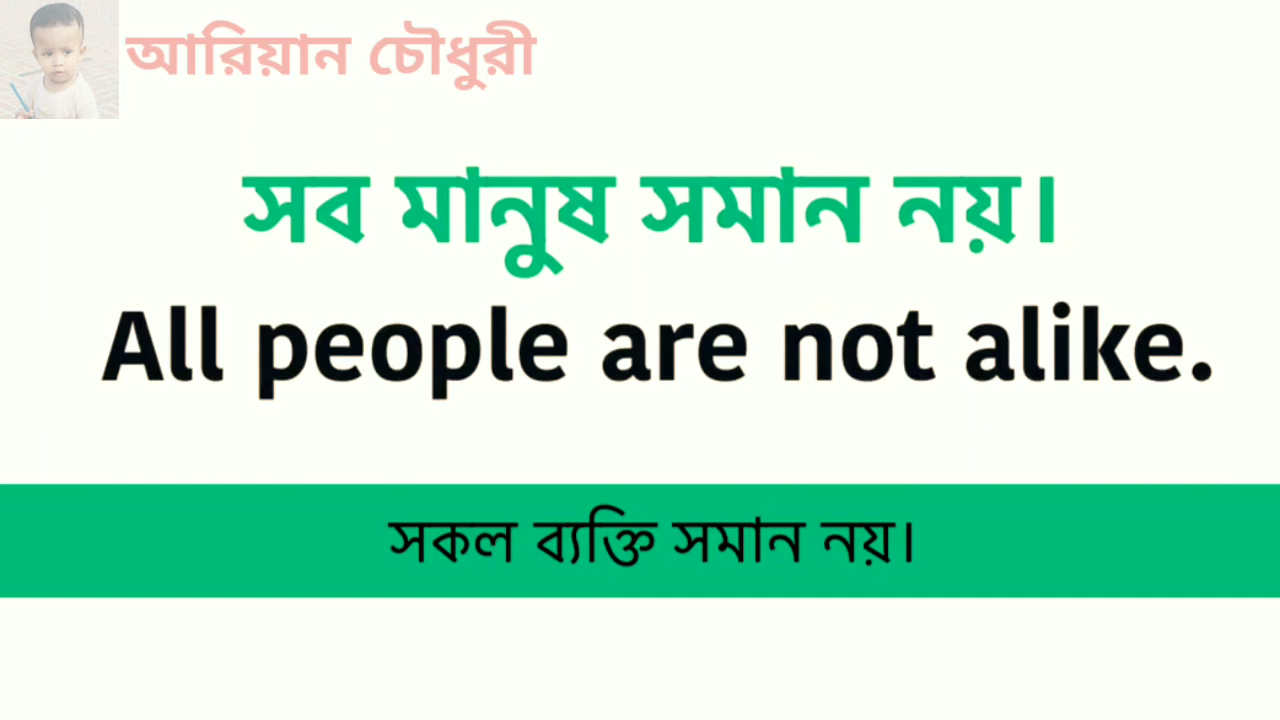 আরিয়ান চৌধুরী
সব মানুষ সমান নয়।
All people are not alike.
সকল ব্যক্তি সমান নয়।